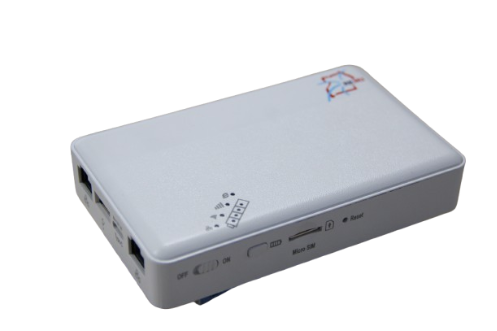 OFF ON
Micro SIM
Reset